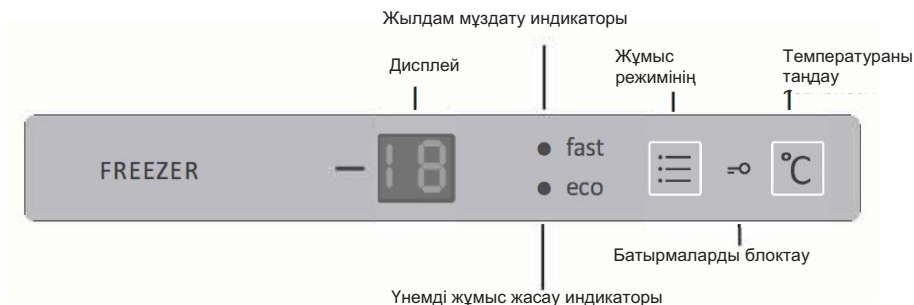 Жылдам мұздату индикаторы
Дисплей
Жұмыс
режимінің
Температураны
таңдау
FREEZER
18
fast
eco
°C
Батырмаларды блоктау
Үнемді жұмыс жасау индикаторы